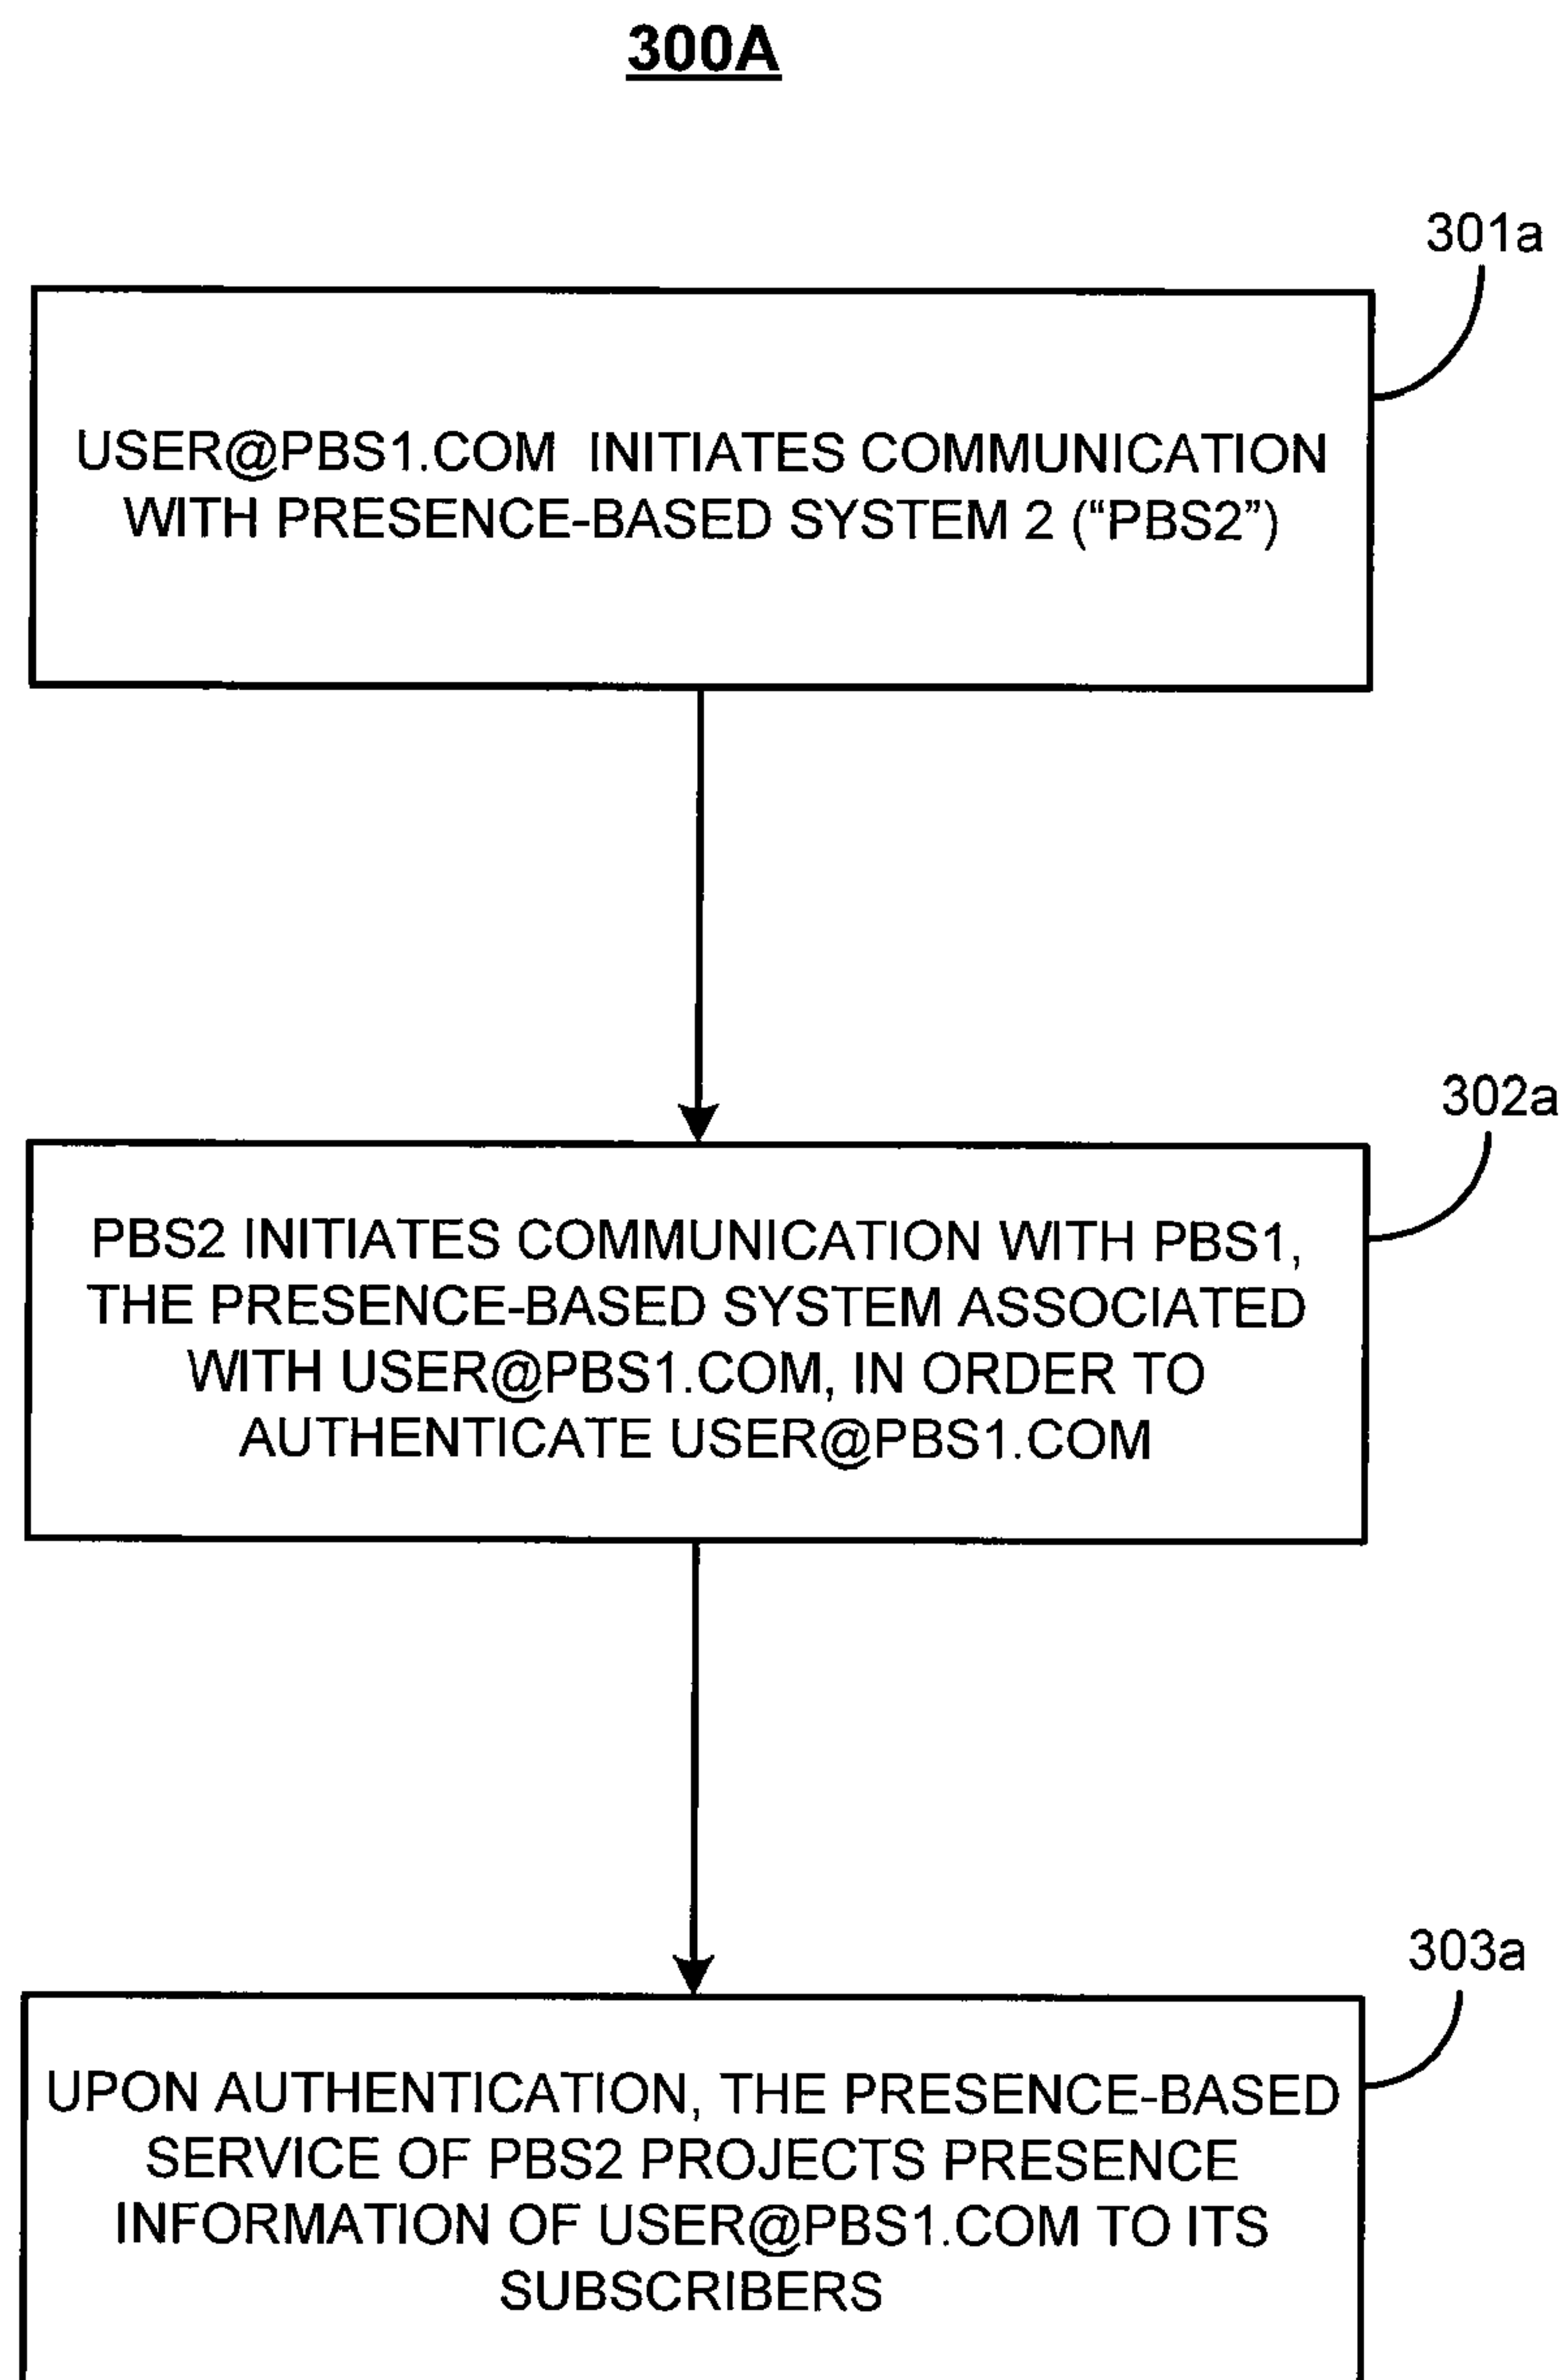 300A
301a
USER@PBS1.COM INITIATES COMMUNICATION
WITH PRESENCE-BASED SYSTEM 2 (“PBS2”)
302a
PBS2 INITIATES COMMUNICATION WITH PBS1,
THE PRESENCE-BASED SYSTEM ASSOCIATED
WITH USER@PBS1.COM, IN ORDER TO
AUTHENTICATE USER@PBS1.COM
303a
UPON AUTHENTICATION, THE PRESENCE-BASED
SERVICE OF PBS2 PROJECTS PRESENCE
INFORMATION OF USER@PBS1.COM TO ITS
SUBSCRIBERS